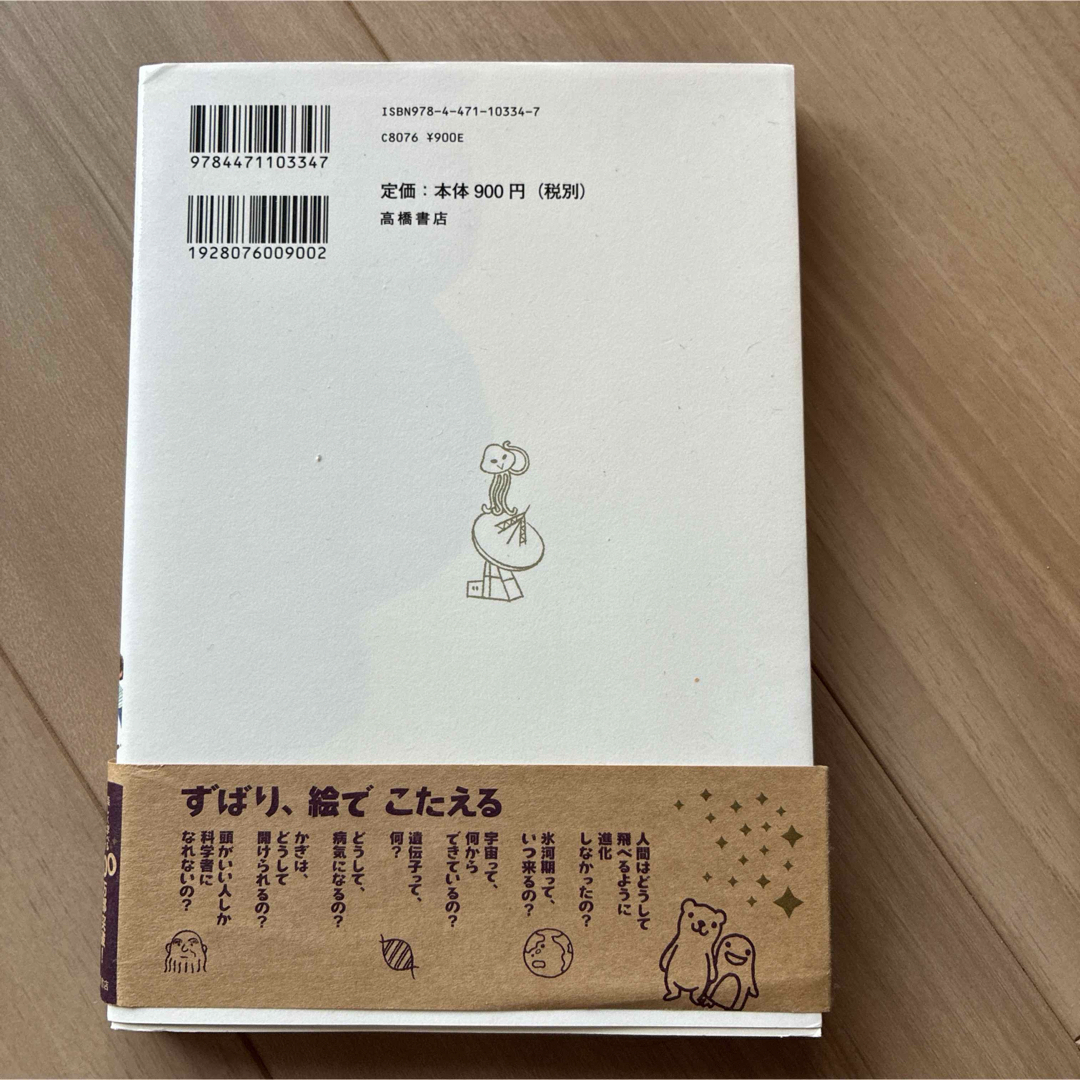 ISBN978-4-471-10334-7
C8076 ¥900E
9784471103347
定価：本体900円（税別）
高橋書店
1928076009002
ずばり、絵で こたえる
人間はどうして
飛べるように
進化
しなかったの？
氷河期って、
いつ来るの？
宇宙って、
何から
できているの？
遺伝子って、
何？
どうして、
病気になるの？
かぎは、
どうして
開けられるの？
頭がいい人しか
科学者に
なれないの？